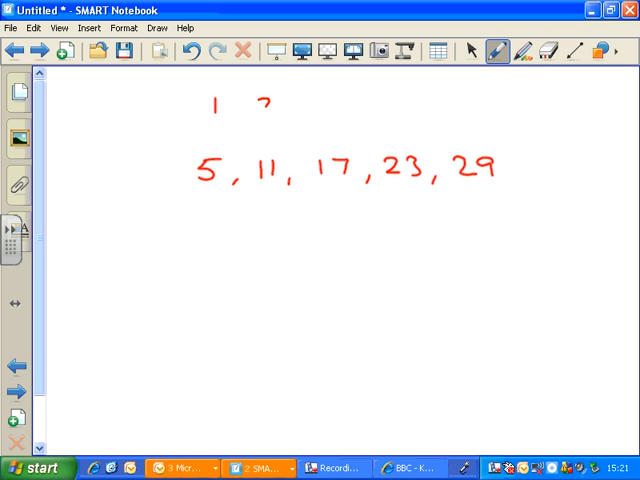 Untitled * - SMART Notebook
File Edit View Insert Format Draw Help
1 2
5, 11, 17, 23, 29
start 3 Micr... 2 SMA... Recordi... BBC - K... 15:21